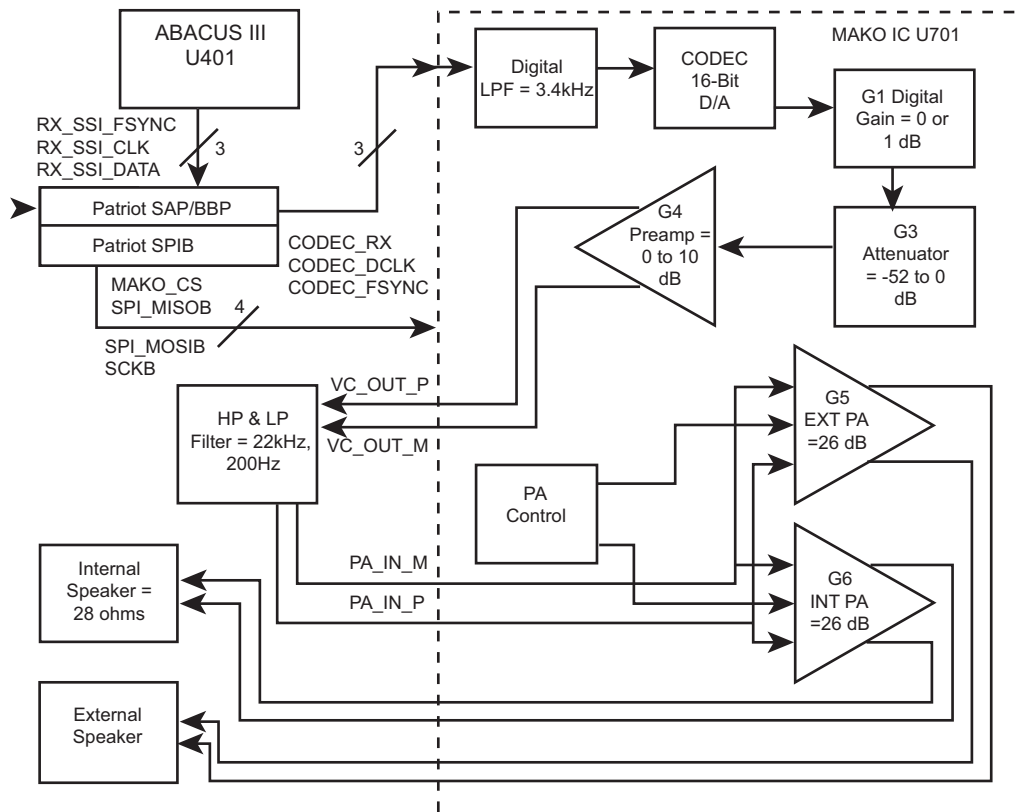 ABACUS III
U401
MAKO IC U701
Digital
LPF = 3.4kHz
CODEC
16-Bit
D/A
G1 Digital
Gain = 0 or
1 dB
RX_SSI_FSYNC
RX_SSI_CLK
RX_SSI_DATA
3
3
Patriot SAP/BBP
Patriot SPIB
CODEC_RX
CODEC_DCLK
CODEC_FSYNC
G4
Preamp =
0 to 10
dB
G3
Attenuator
= -52 to 0
dB
MAKO_CS
SPI_MISOB
4
SPI_MOSIB
SCKB
VC_OUT_P
HP & LP
Filter = 22kHz,
200Hz
VC_OUT_M
G5
EXT PA
=26 dB
PA
Control
PA_IN_M
PA_IN_P
G6
INT PA
=26 dB
Internal
Speaker =
28 ohms
External
Speaker